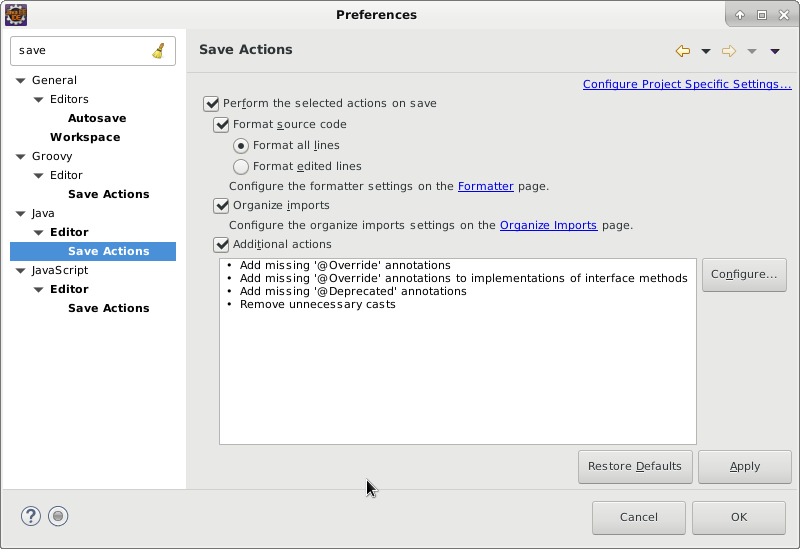 Preferences
save
Save Actions
Configure Project Specific Settings...
General
Editors
Autosave
Workspace
Groovy
Editor
Save Actions
Java
Editor
Save Actions
JavaScript
Editor
Save Actions
Perform the selected actions on save
Format source code
Format all lines
Format edited lines
Configure the formatter settings on the Formatter page.
Organize imports
Configure the organize imports settings on the Organize Imports page.
Additional actions
• Add missing '@Override' annotations
• Add missing '@Override' annotations to implementations of interface methods
• Add missing '@Deprecated' annotations
• Remove unnecessary casts
Configure...
Restore Defaults
Apply
?
Cancel
OK